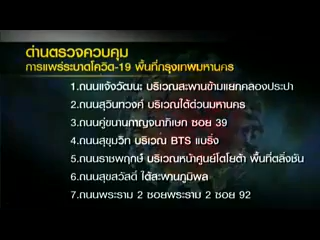 ด่านตรวจควบคุม
การแพร่ระบาดโควิด-19 พื้นที่กรุงเทพมหานคร
1.ถนนแจ้งวัฒนะ บริเวณสะพานข้ามแยกคลองประปา
2.ถนนสุวินทวงศ์ บริเวณใต้ด่วนมหานคร
3.ถนนคู่ขนานกาญจนาภิเษก ซอย 39
4.ถนนสุขุมวิท บริเวณ BTS แบริ่ง
5.ถนนราชพฤกษ์ บริเวณหน้าศูนย์โตโยต้า พื้นที่ตลิ่งชัน
6.ถนนสุขสวัสดิ์ ใต้สะพานภูมิพล
7.ถนนพระราม 2 ซอยพระราม 2 ซอย 92